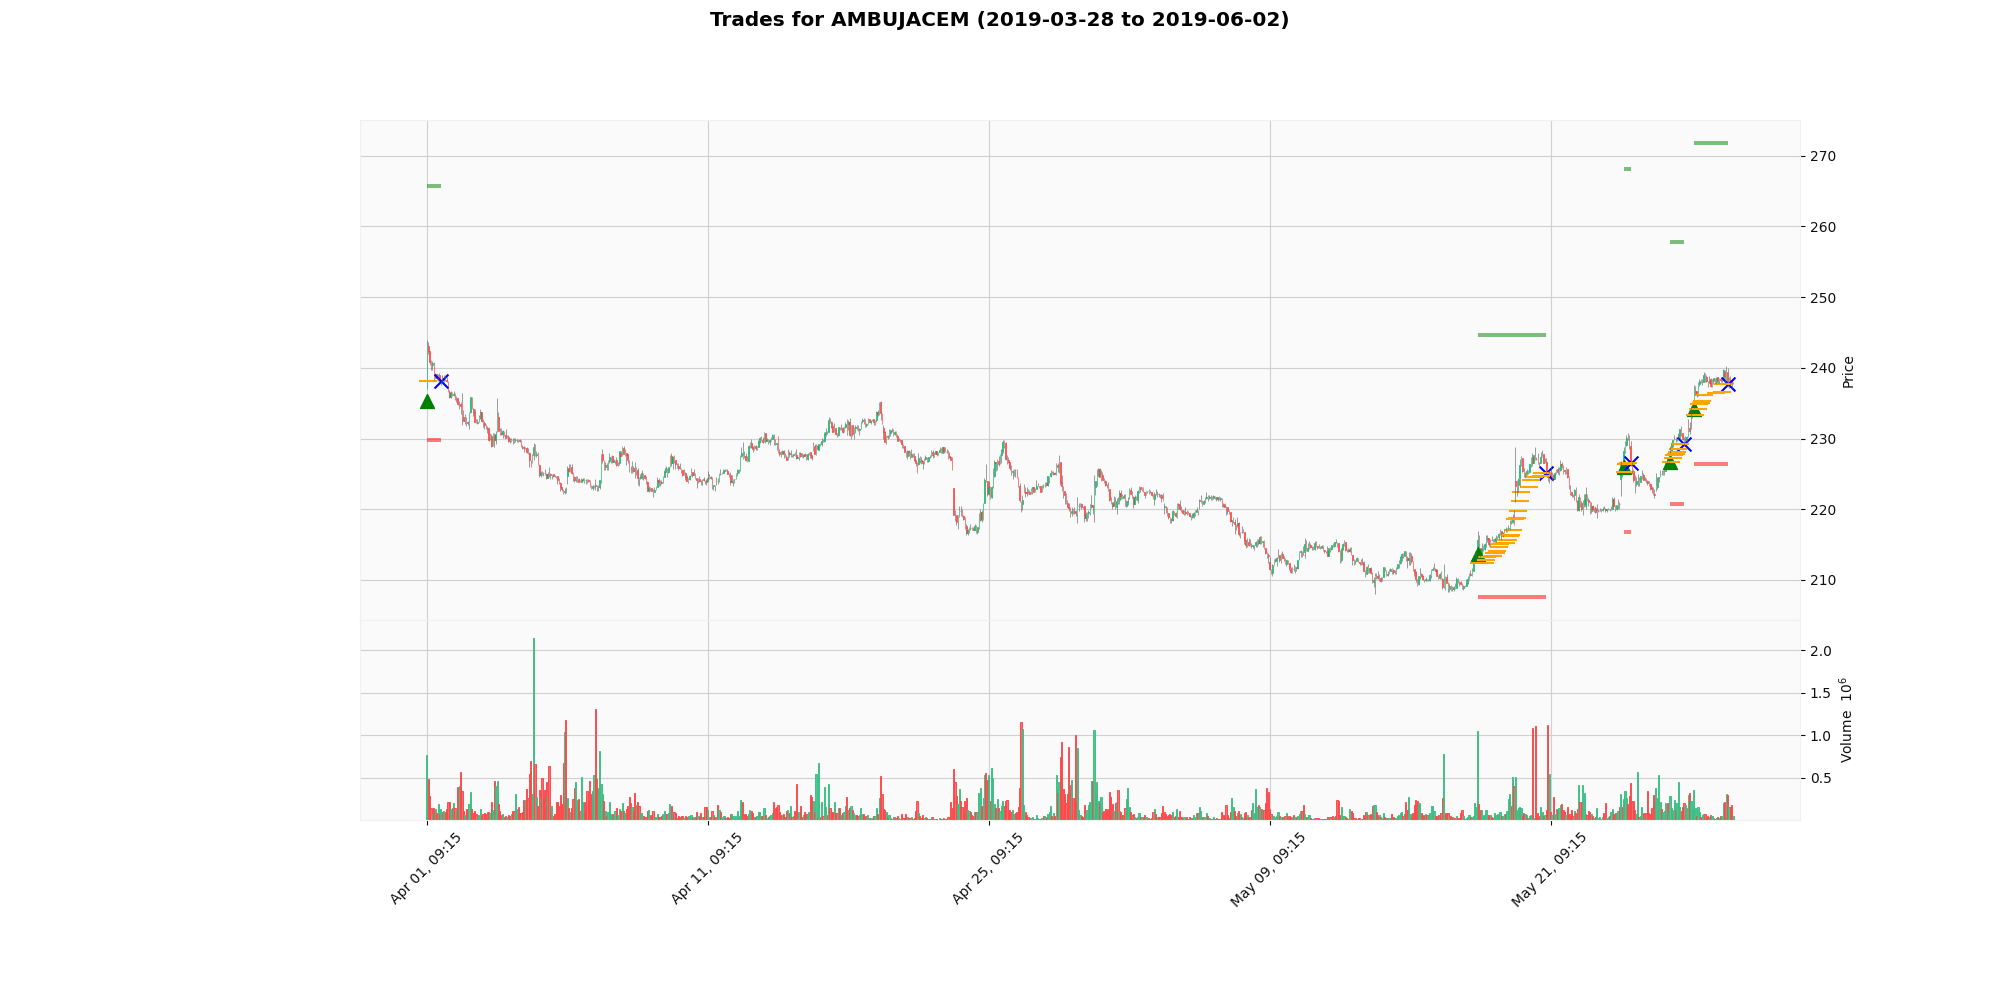 Trades for AMBUJACEM (2019-03-28 to 2019-06-02)
270
260
250
240
230
220
210
Price
2.0
1.5
1.0
0.5
Volume 10⁶
Apr 01, 09:15
Apr 11, 09:15
Apr 25, 09:15
May 09, 09:15
May 21, 09:15